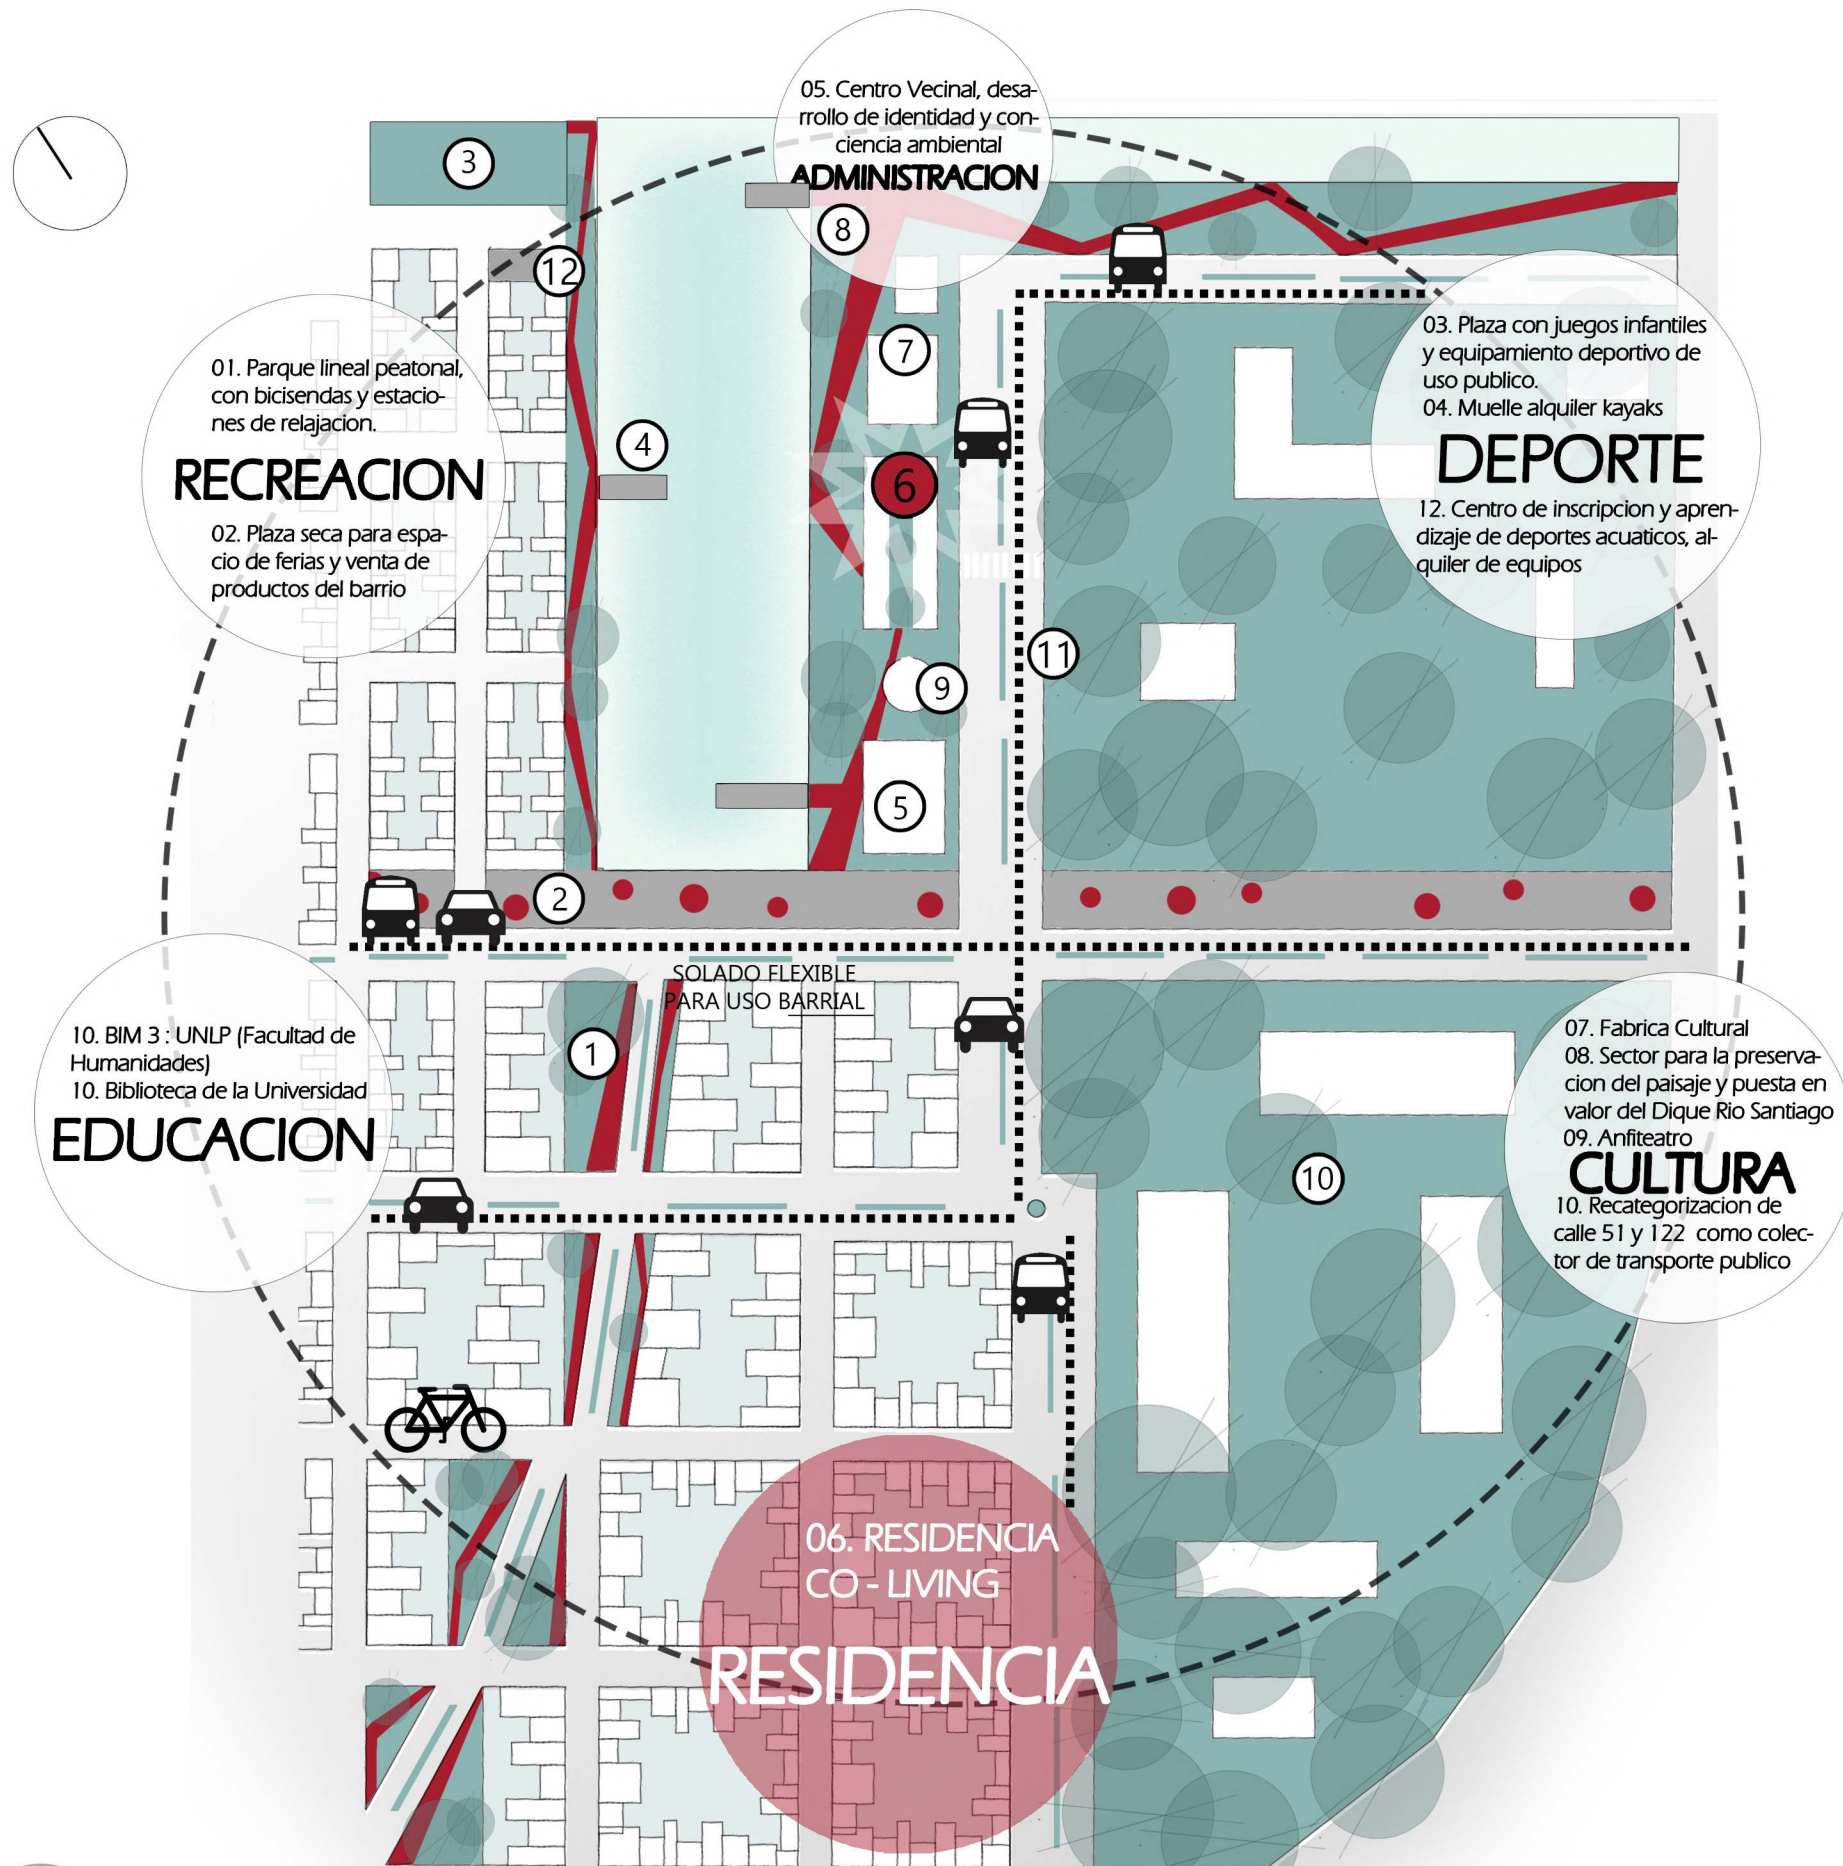 05. Centro Vecinal, desa-
rrollo de identidad y con-
ciencia ambiental
ADMINISTRACION
3
8
12
01. Parque lineal peatonal,
con bicisendas y estacio-
nes de relajacion.
RECREACION
02. Plaza seca para espa-
cio de ferias y venta de
productos del barrio
7
4
6
03. Plaza con juegos infantiles
y equipamiento deportivo de
uso publico.
04. Muelle alquiler kayaks
DEPORTE
12. Centro de inscripcion y apren-
dizaje de deportes acuaticos, al-
quiler de equipos
11
9
5
2
SOLADO FLEXIBLE
PARA USO BARRIAL
1
10. BIM 3 : UNLP (Facultad de
Humanidades)
10. Biblioteca de la Universidad
EDUCACION
07. Fabrica Cultural
08. Sector para la preserva-
cion del paisaje y puesta en
valor del Dique Rio Santiago
09. Anfiteatro
CULTURA
10. Recategorizacion de
calle 51 y 122 como colec-
tor de transporte publico
10
06. RESIDENCIA
CO - LIVING
RESIDENCIA